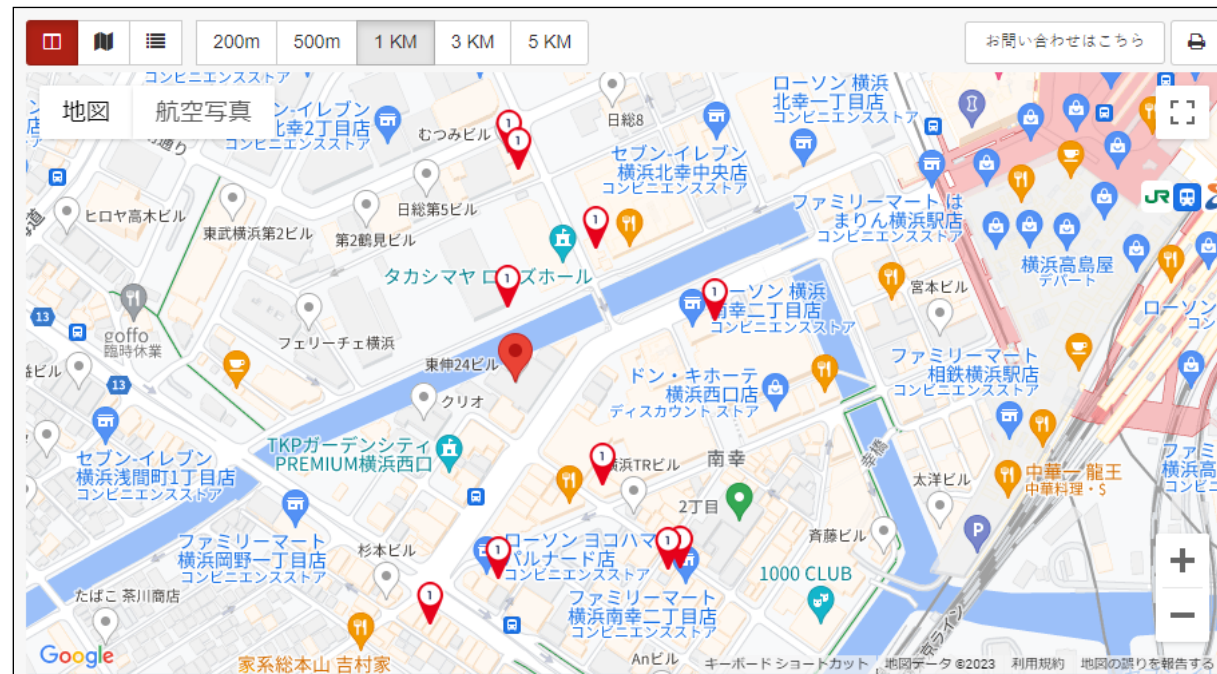 200m
500m
1 KM
3 KM
5 KM
お問い合わせはこちら
地図
航空写真
コンビニエンスストア
セブン-イレブン
北幸2丁目店
コンビニエンスストア
むつみビル
1
1
日総8
ローソン 横浜
北幸一丁目店
コンビニエンスストア
セブン-イレブン
横浜北幸中央店
コンビニエンスストア
日総第5ビル
ヒロヤ高木ビル
東武横浜第2ビル
第2鶴見ビル
1
ファミリーマート は
まりん横浜駅店
コンビニエンスストア
JR
横浜高島屋
デパート
タカシマヤ ローズホール
1
1
ローソン 横浜
南幸二丁目店
コンビニエンスストア
宮本ビル
13
goffo
臨時休業
フェリーチェ横浜
東伸24ビル
13
クリオ
ドン・キホーテ
横浜西口店
ディスカウント ストア
ファミリーマート
相鉄横浜駅店
コンビニエンスストア
TKPガーデンシティ
PREMIUM横浜西口
セブン-イレブン
横浜浅間町1丁目店
コンビニエンスストア
1
横浜TRビル
南幸
2丁目
幸橋
太洋ビル
中華一龍王
中華料理・$
P
ファミリーマート
横浜岡野一丁目店
コンビニエンスストア
杉本ビル
1
ローソン ヨコハマ
パルナード店
コンビニエンスストア
1
斉藤ビル
1000 CLUB
たばこ 茶川商店
1
ファミリーマート
横浜南幸二丁目店
コンビニエンスストア
家系総本山 吉村家
Anビル
京急本線
Google
キーボード ショートカット
地図データ ©2023
利用規約
地図の誤りを報告する